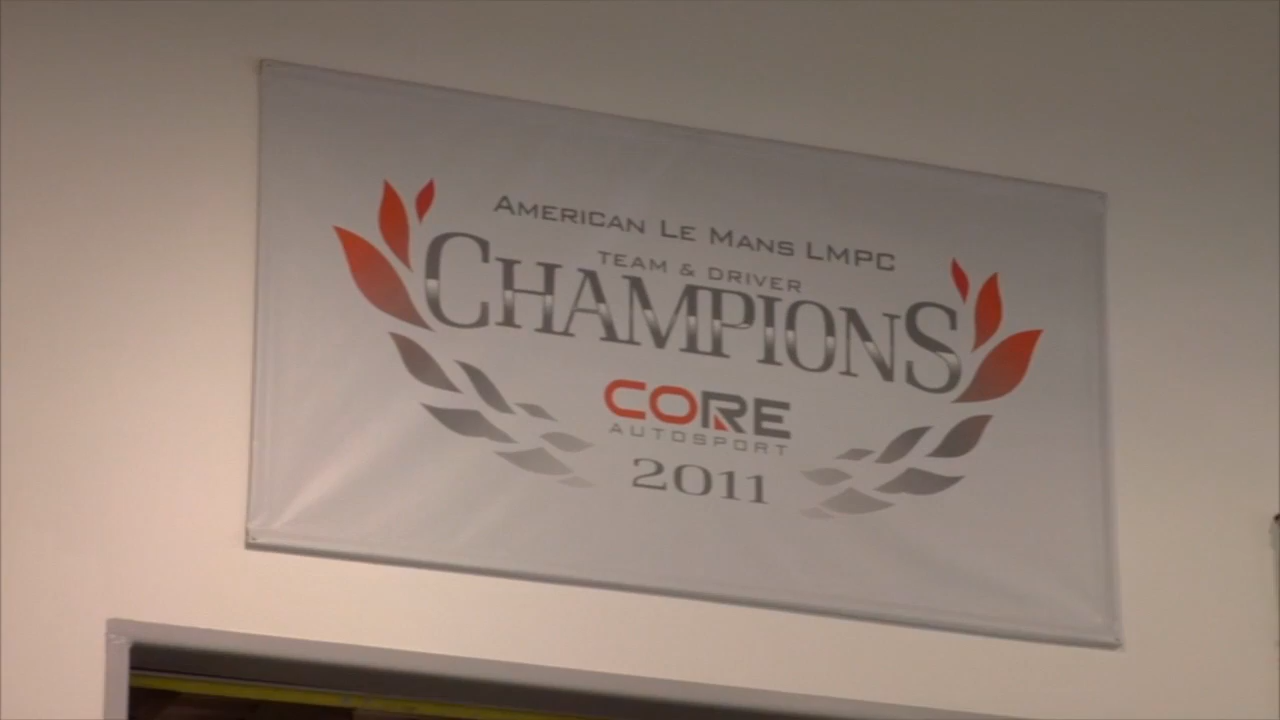 AMERICAN LE MANS LMPC
TEAM & DRIVER
CHAMPIONS
CORE
AUTOSPORT
2011